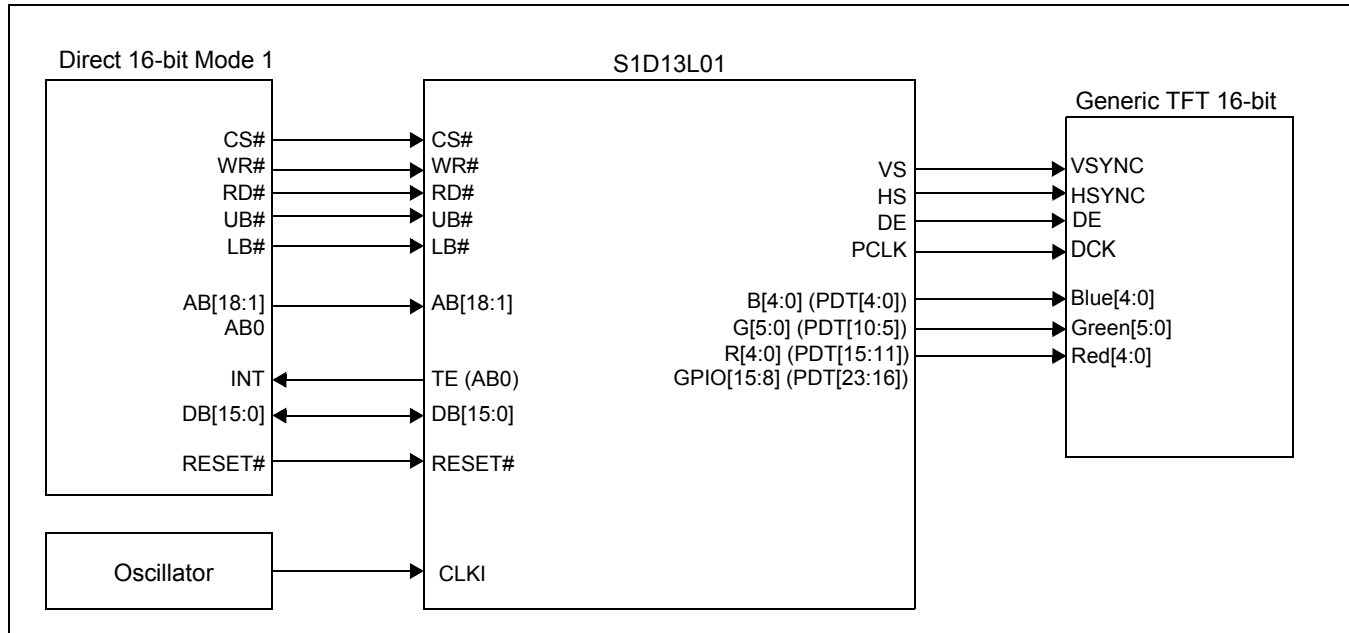 Direct 16-bit Mode 1
CS#
WR#
RD#
UB#
LB#
AB[18:1]
AB0
INT
DB[15:0]
RESET#
Oscillator
S1D13L01
CS#
WR#
RD#
UB#
LB#
AB[18:1]
TE (AB0)
DB[15:0]
RESET#
CLKI
VS
HS
DE
PCLK
B[4:0] (PDT[4:0])
G[5:0] (PDT[10:5])
R[4:0] (PDT[15:11])
GPIO[15:8] (PDT[23:16])
Generic TFT 16-bit
VSYNC
HSYNC
DE
DCK
Blue[4:0]
Green[5:0]
Red[4:0]